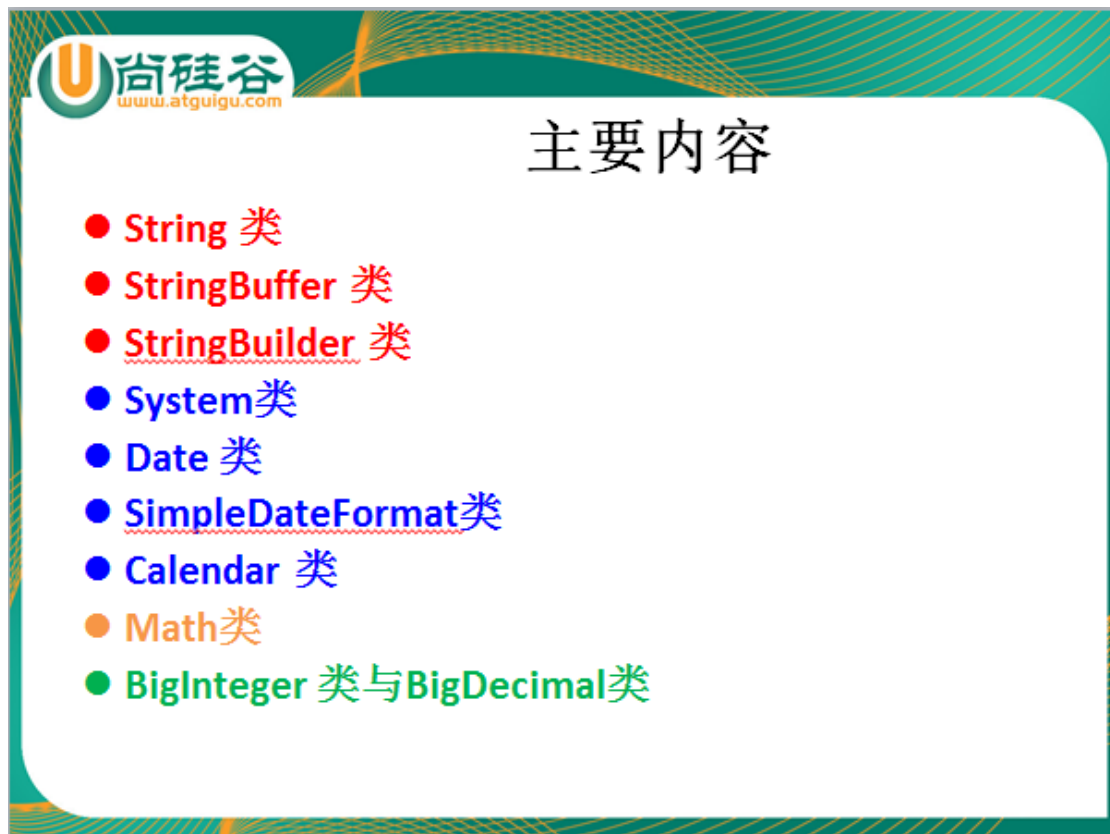 尚硅谷
www.atguigu.com
主要内容
String 类
StringBuffer 类
StringBuilder 类
System类
Date 类
SimpleDateFormat类
Calendar 类
Math类
BigInteger 类与BigDecimal类